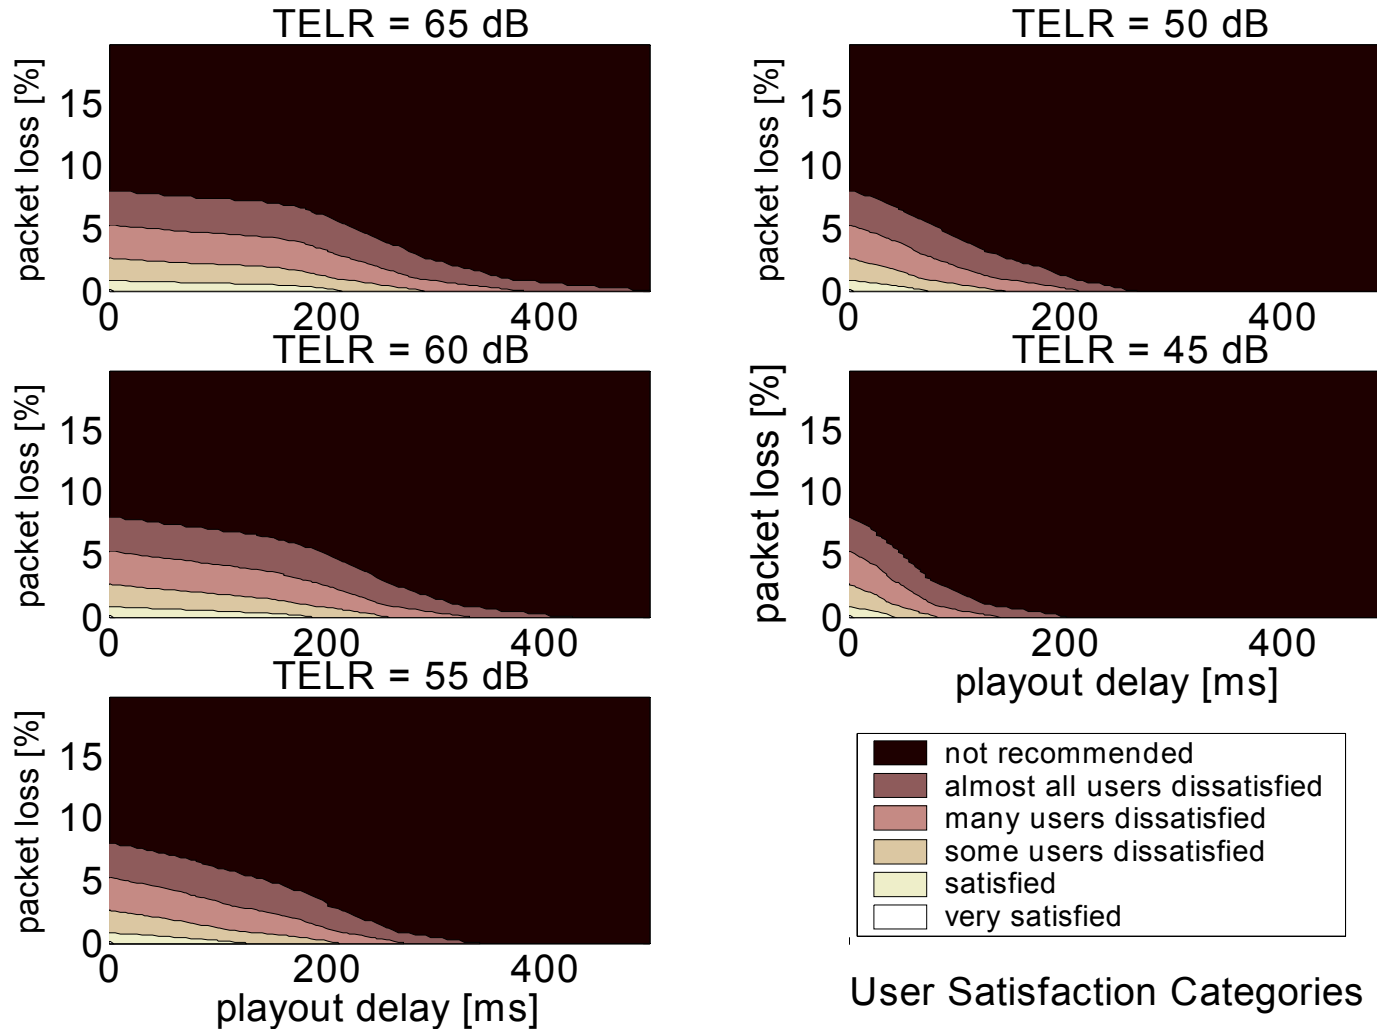 TELR = 65 dB
packet loss [%]
15
10
5
0
0 200 400
TELR = 60 dB
packet loss [%]
15
10
5
0
0 200 400
TELR = 55 dB
packet loss [%]
15
10
5
0
0 200 400
playout delay [ms]
TELR = 50 dB
packet loss [%]
15
10
5
0
0 200 400
TELR = 45 dB
packet loss [%]
15
10
5
0
0 200 400
playout delay [ms]
not recommended
almost all users dissatisfied
many users dissatisfied
some users dissatisfied
satisfied
very satisfied
User Satisfaction Categories